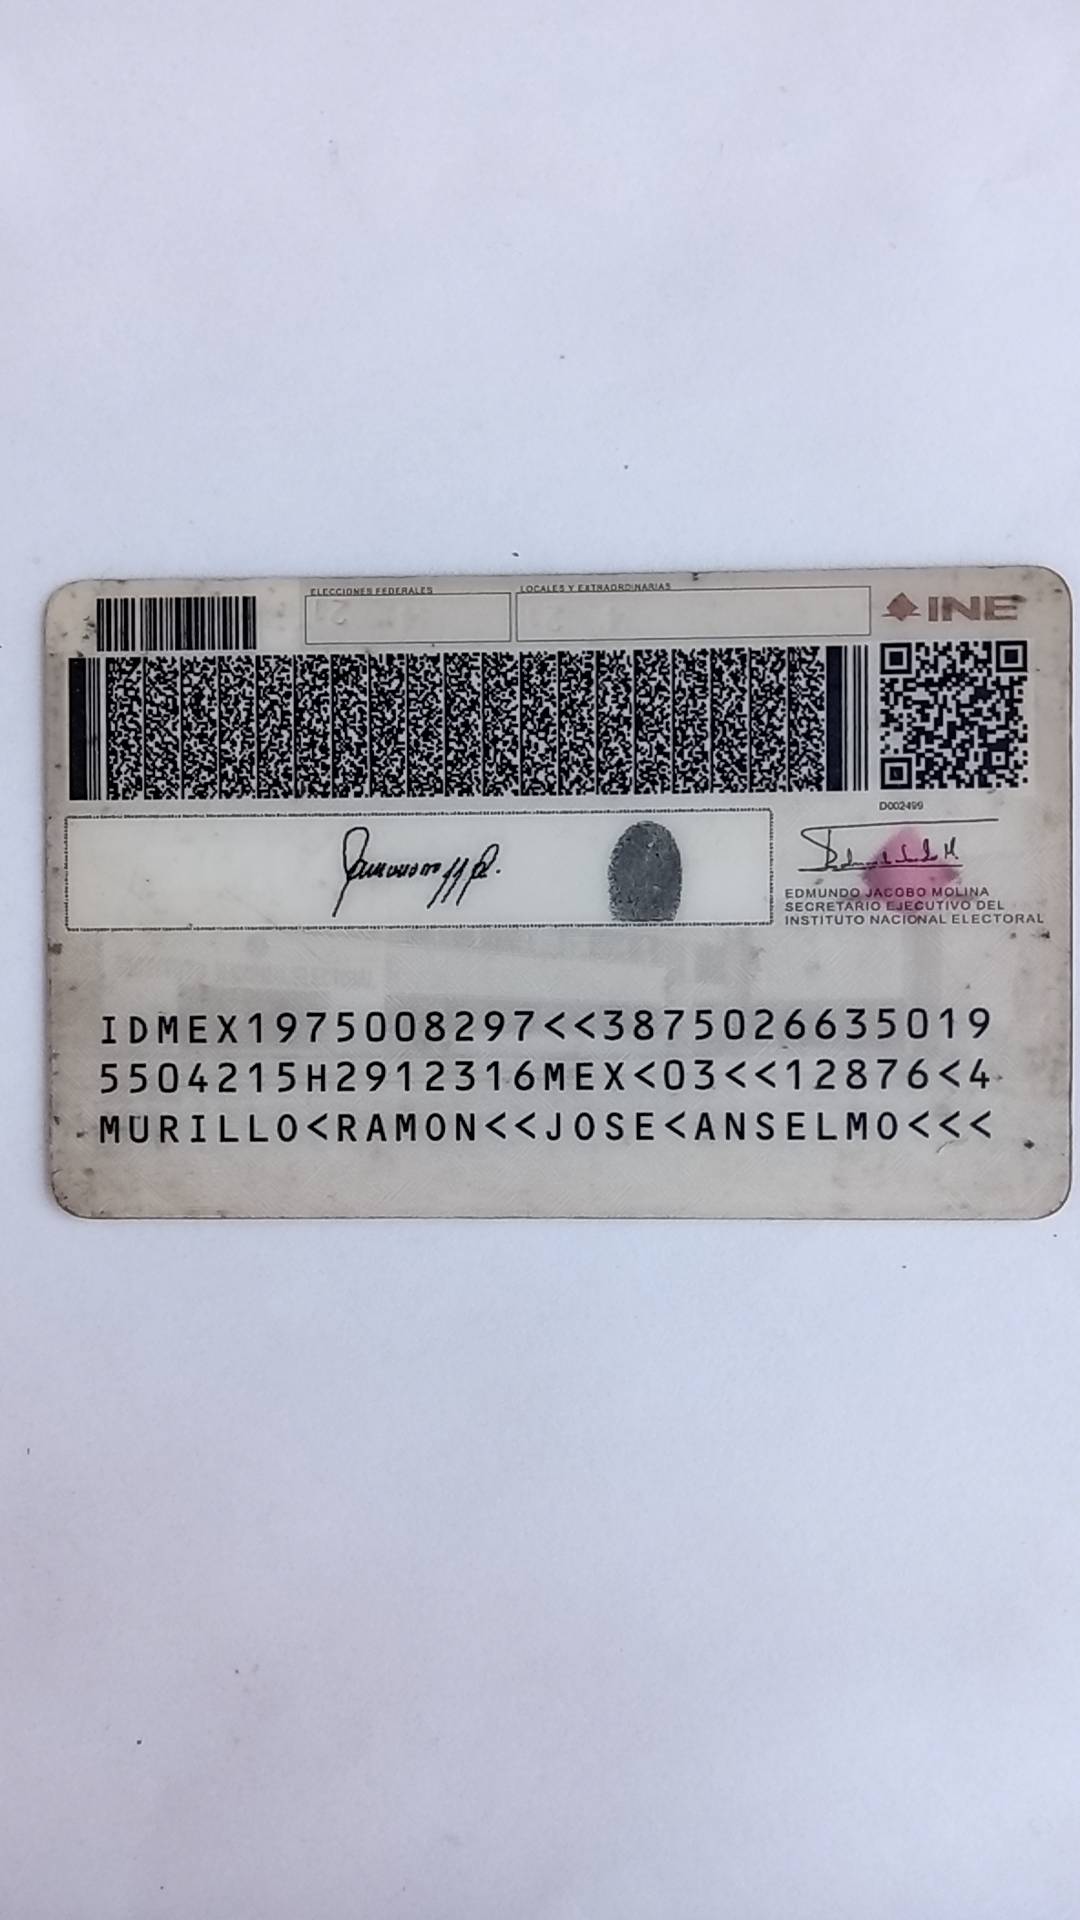 ELECCIONES FEDERALES
LOCALES Y EXTRAORDINARIAS
INE
D002499
EDMUNDO JACOBO MOLINA
SECRETARIO EJECUTIVO DEL
INSTITUTO NACIONAL ELECTORAL
IDMEX1975008297<<3875026635019
5504215H2912316MEX<03<<12876<4
MURILLO<RAMON<<JOSE<ANSELMO<<<